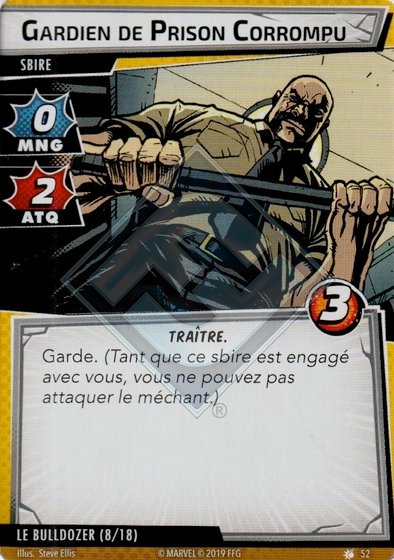 Gardien de Prison Corrompu
SBIRE
0
MNG
2
ATQ
3
TRAÎTRE.
Garde. (Tant que ce sbire est engagé
avec vous, vous ne pouvez pas
attaquer le méchant.)
®
LE BULLDOZER (8/18)
Illus. Steve Ellis
© MARVEL © 2019 FFG
52